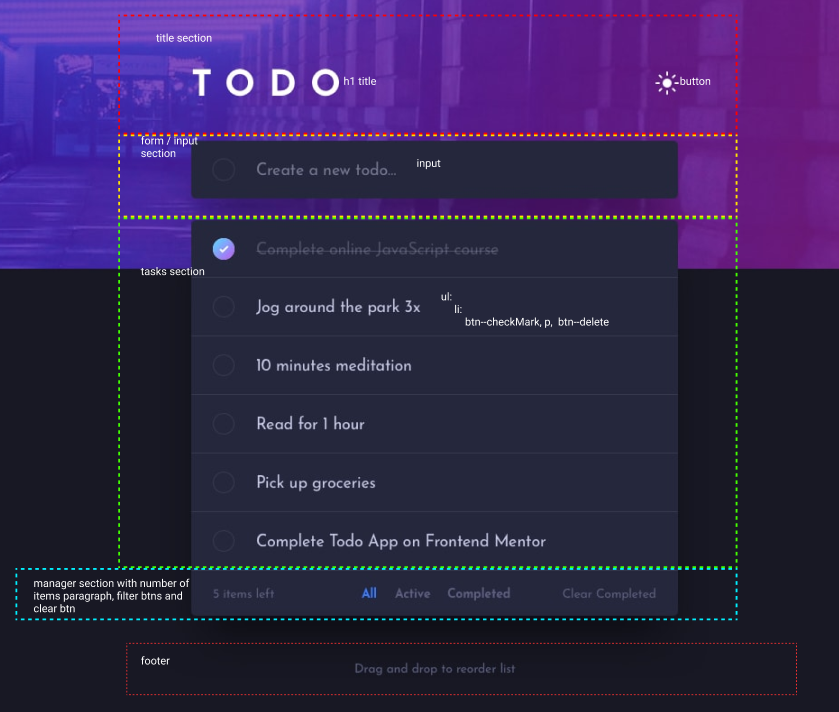 title section
TODO
h1 title
button
form / input
section
Create a new todo...
input
Complete online JavaScript course
tasks section
Jog around the park 3x
ul:
li:
btn--checkMark, p, btn--delete
10 minutes meditation
Read for 1 hour
Pick up groceries
Complete Todo App on Frontend Mentor
manager section with number of
items paragraph, filter btns and
clear btn
5 items left
All
Active
Completed
Clear Completed
footer
Drag and drop to reorder list